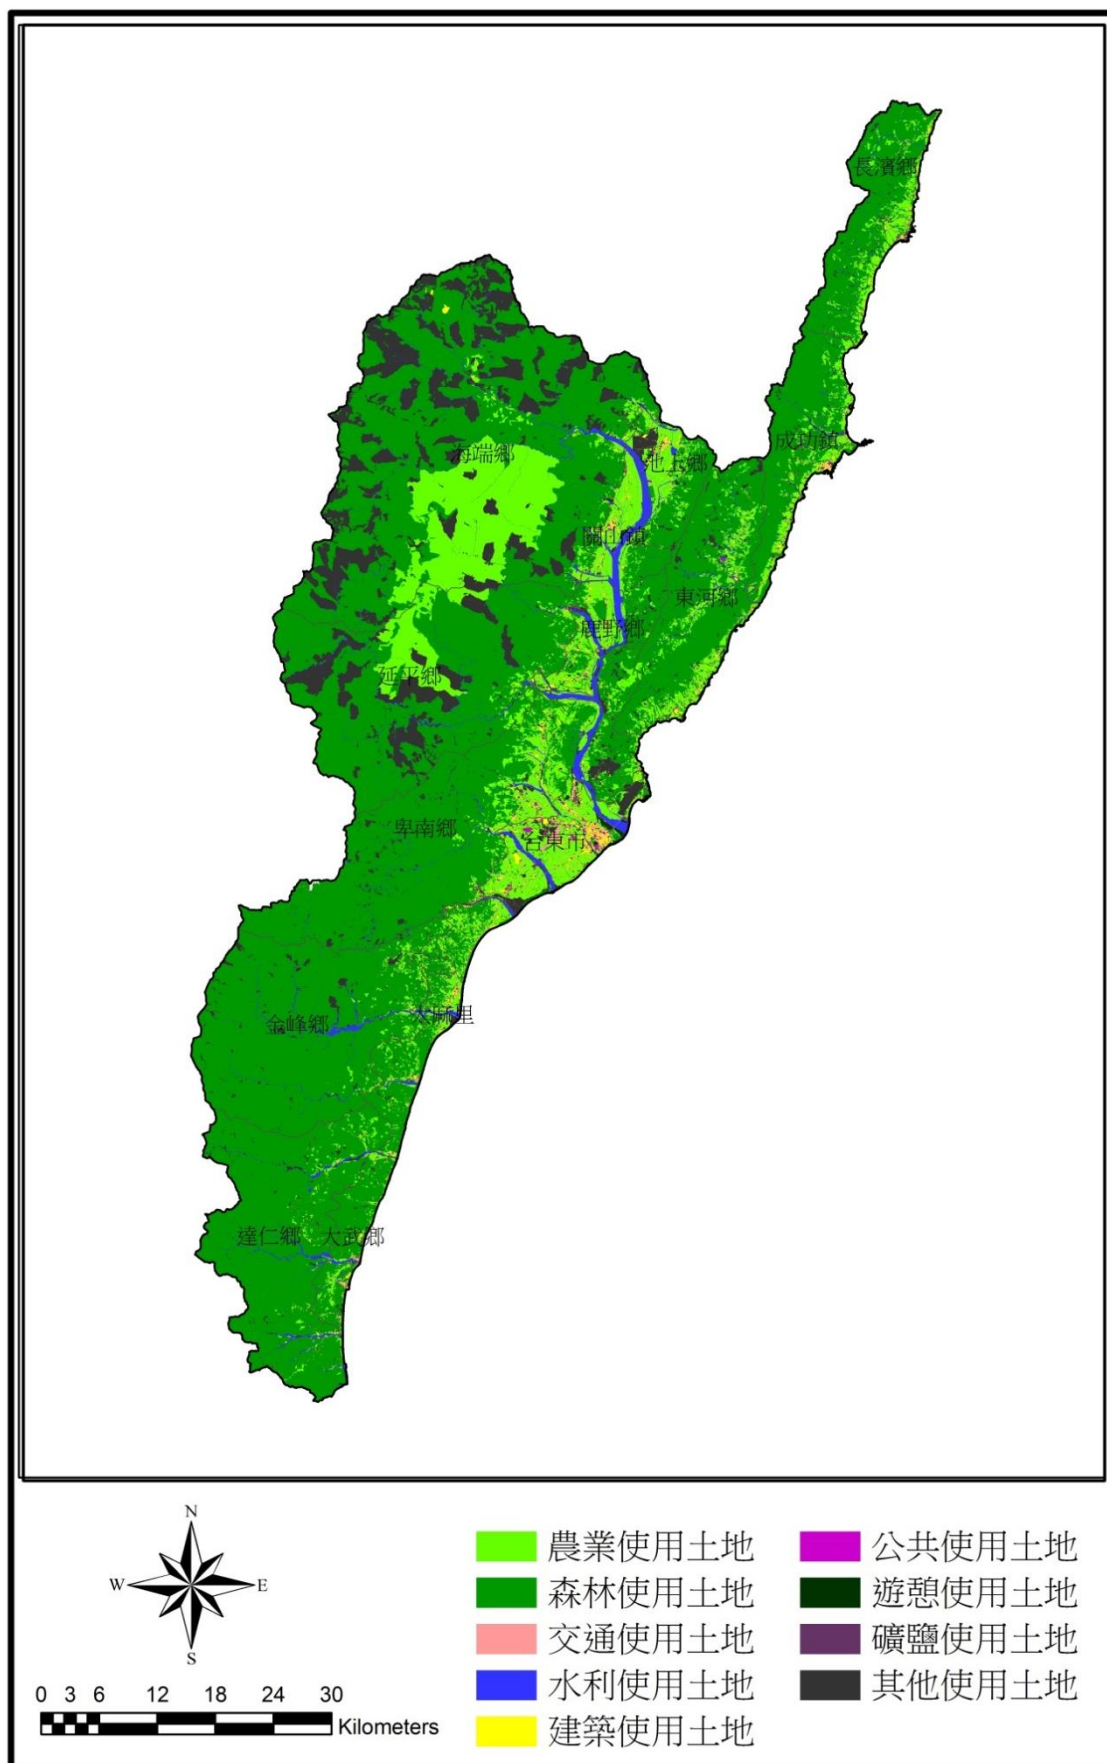 長濱鄉
成功鎮
海端鄉
池上鄉
關山鎮
東河鄉
鹿野鄉
延平鄉
卑南鄉
台東市
太麻里
金峰鄉
達仁鄉 大武鄉
N
W E
S
0 3 6 12 18 24 30
Kilometers
農業使用土地
森林使用土地
交通使用土地
水利使用土地
建築使用土地
公共使用土地
遊憩使用土地
礦鹽使用土地
其他使用土地